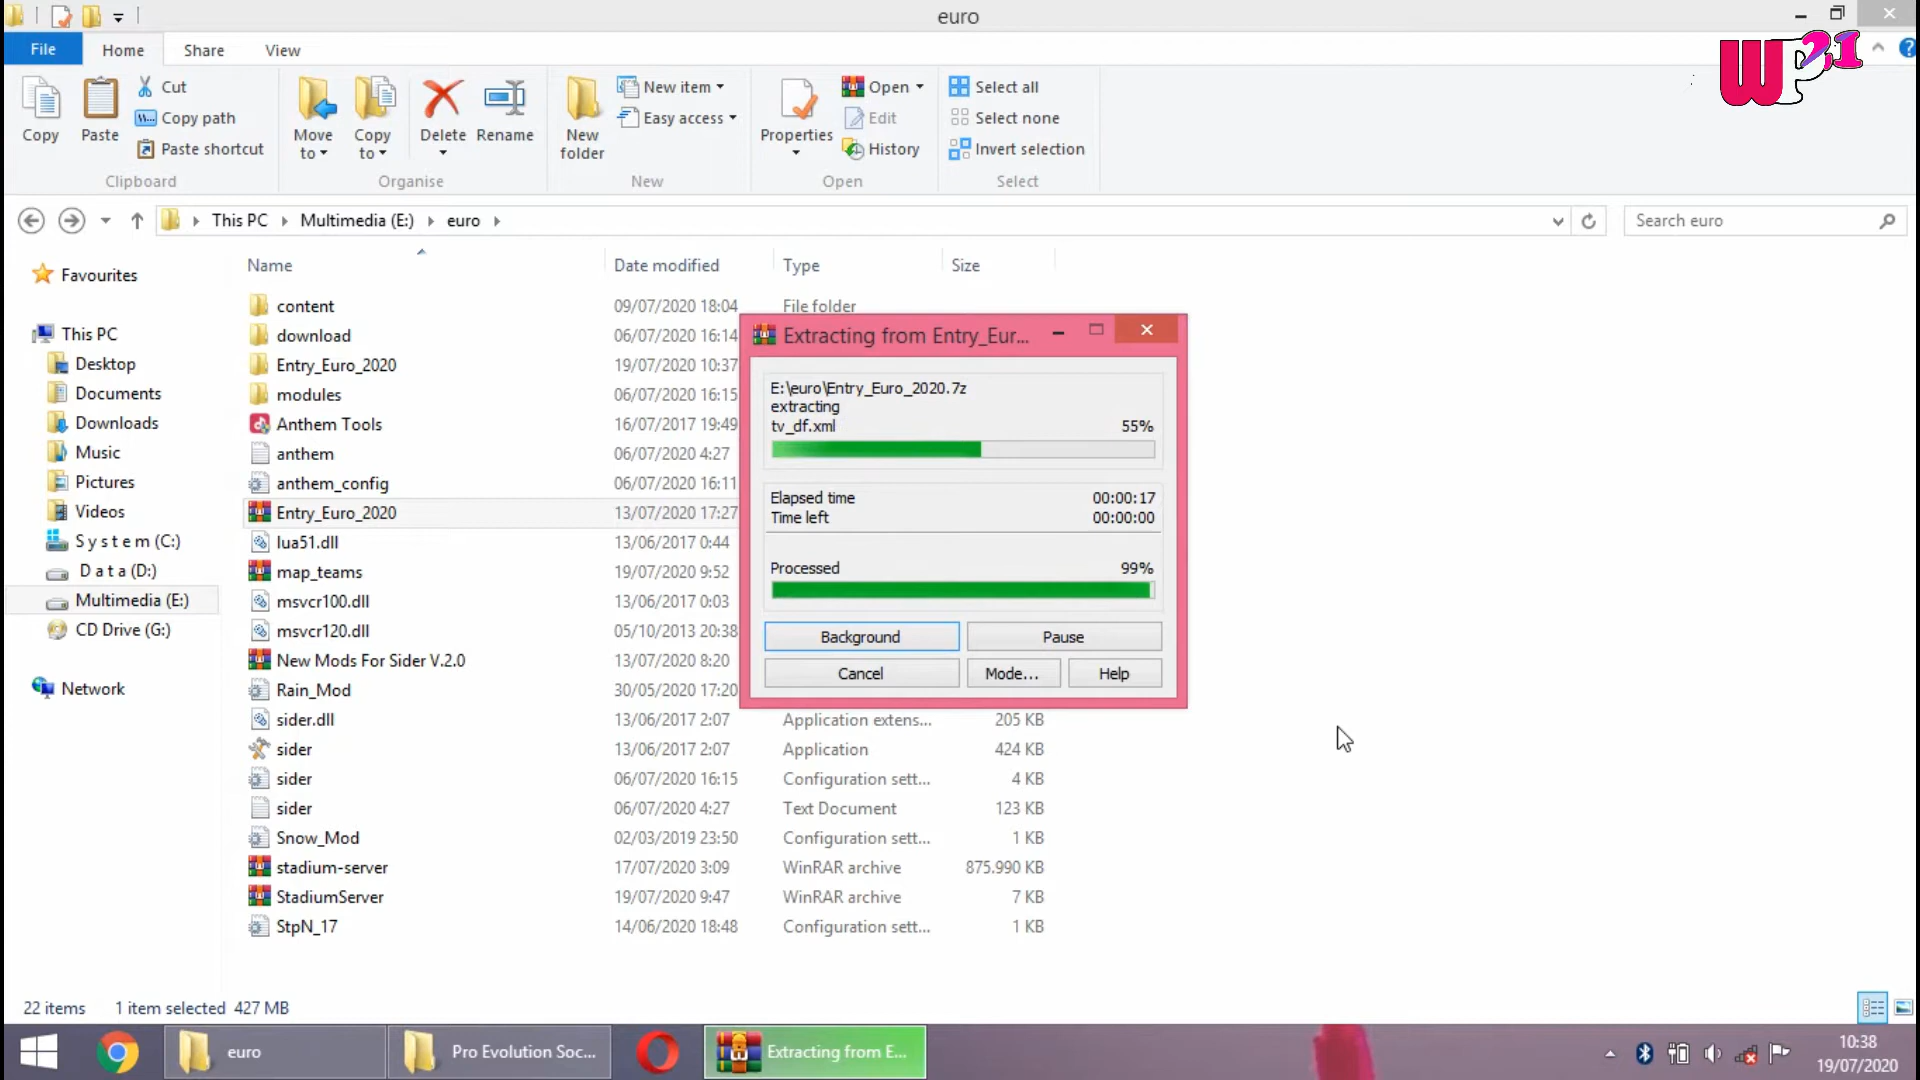 euro
WP21
File
Home
Share
View
Copy
Paste
Cut
Copy path
Paste shortcut
Clipboard
Move to
Copy to
Delete
Rename
Organise
New folder
New item
Easy access
New
Properties
Open
Edit
History
Open
Select all
Select none
Invert selection
Select
This PC
Multimedia (E:)
euro
Search euro
Favourites
This PC
Desktop
Documents
Downloads
Music
Pictures
Videos
S y s t e m (C:)
D a t a (D:)
Multimedia (E:)
CD Drive (G:)
Network
Name Date modified Type Size
content 09/07/2020 18:04 File folder
download 06/07/2020 16:14
Entry_Euro_2020 19/07/2020 10:37
modules 06/07/2020 16:15
Anthem Tools 16/07/2017 19:49
anthem 06/07/2020 4:27
anthem_config 06/07/2020 16:11
Entry_Euro_2020 13/07/2020 17:27
lua51.dll 13/06/2017 0:44
map_teams 19/07/2020 9:52
msvcr100.dll 13/06/2017 0:03
msvcr120.dll 05/10/2013 20:38
New Mods For Sider V.2.0 13/07/2020 8:20
Rain_Mod 30/05/2020 17:20
sider.dll 13/06/2017 2:07 Application extens... 205 KB
sider 13/06/2017 2:07 Application 424 KB
sider 06/07/2020 16:15 Configuration sett... 4 KB
sider 06/07/2020 4:27 Text Document 123 KB
Snow_Mod 02/03/2019 23:50 Configuration sett... 1 KB
stadium-server 17/07/2020 3:09 WinRAR archive 875.990 KB
StadiumServer 19/07/2020 9:47 WinRAR archive 7 KB
StpN_17 14/06/2020 18:48 Configuration sett... 1 KB
Extracting from Entry_Eur...
E:\euro\Entry_Euro_2020.7z
extracting
tv_df.xml 55%
Elapsed time 00:00:17
Time left 00:00:00
Processed 99%
Background
Pause
Cancel
Mode...
Help
22 items 1 item selected 427 MB
euro
Pro Evolution Soc...
Extracting from E...
10:38
19/07/2020